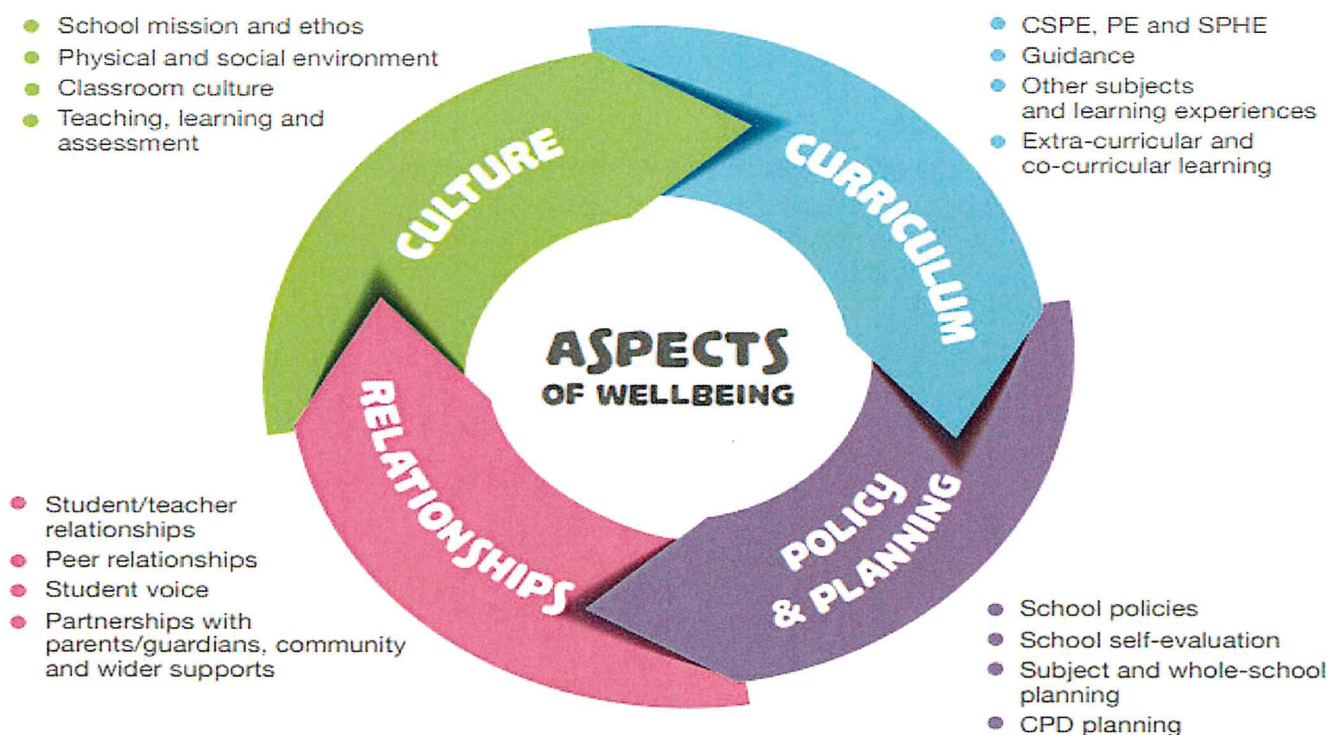 School mission and ethos
Physical and social environment
Classroom culture
Teaching, learning and
assessment
CSPE, PE and SPHE
Guidance
Other subjects
and learning experiences
Extra-curricular and
co-curricular learning
CULTURE
CURRICULUM
ASPECTS
OF WELLBEING
RELATIONSHIPS
POLICY
& PLANNING
Student/teacher
relationships
Peer relationships
Student voice
Partnerships with
parents/guardians, community
and wider supports
School policies
School self-evaluation
Subject and whole-school
planning
CPD planning